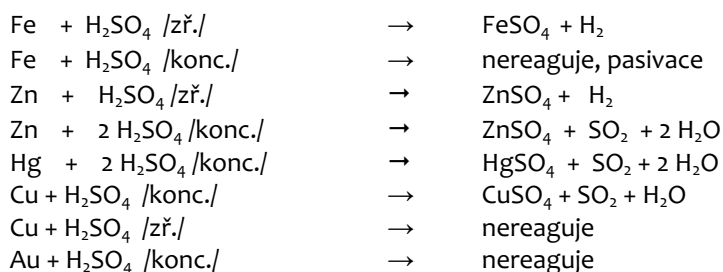 Fe + H₂SO₄ /zř./ → FeSO₄ + H₂
Fe + H₂SO₄ /konc./ → nereaguje, pasivace
Zn + H₂SO₄ /zř./ → ZnSO₄ + H₂
Zn + 2 H₂SO₄ /konc./ → ZnSO₄ + SO₂ + 2 H₂O
Hg + 2 H₂SO₄ /konc./ → HgSO₄ + SO₂ + 2 H₂O
Cu + H₂SO₄ /konc./ → CuSO₄ + SO₂ + H₂O
Cu + H₂SO₄ /zř./ → nereaguje
Au + H₂SO₄ /konc./ → nereaguje